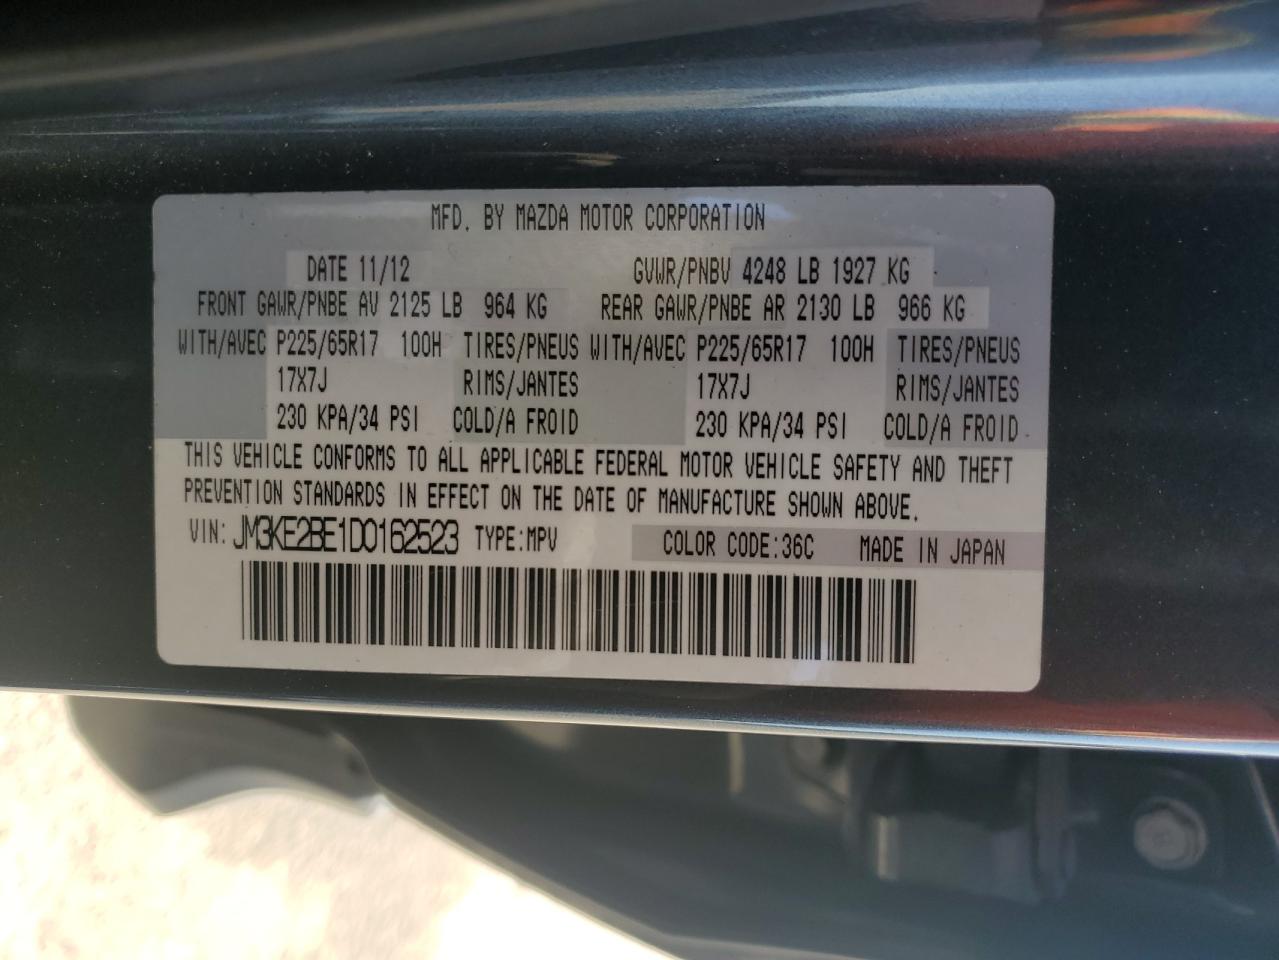 MFD. BY MAZDA MOTOR CORPORATION
DATE 11/12 GVWR/PNBV 4248 LB 1927 KG
FRONT GAWR/PNBE AV 2125 LB 964 KG REAR GAWR/PNBE AR 2130 LB 966 KG
WITH/AVEC P225/65R17 100H TIRES/PNEUS WITH/AVEC P225/65R17 100H TIRES/PNEUS
17X7J RIMS/JANTES 17X7J RIMS/JANTES
230 KPA/34 PSI COLD/A FROID 230 KPA/34 PSI COLD/A FROID
THIS VEHICLE CONFORMS TO ALL APPLICABLE FEDERAL MOTOR VEHICLE SAFETY AND THEFT
PREVENTION STANDARDS IN EFFECT ON THE DATE OF MANUFACTURE SHOWN ABOVE.
VIN: JM3KE2BE1D0162523 TYPE:MPV COLOR CODE:36C MADE IN JAPAN